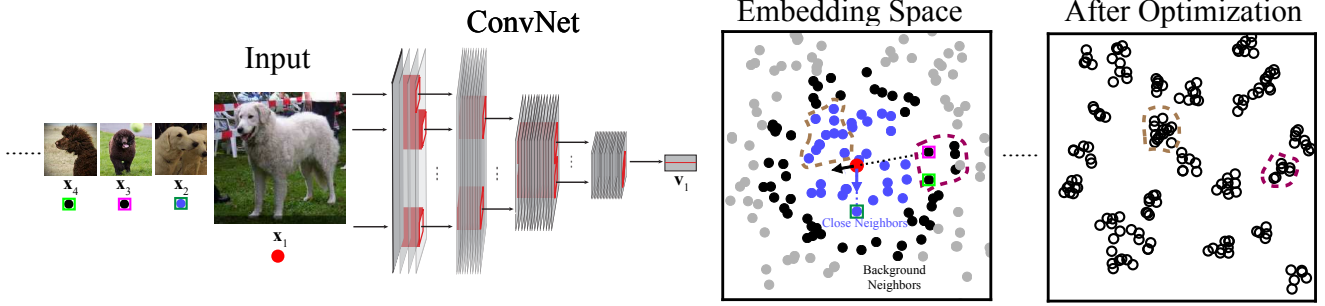 ConvNet
Embedding Space
After Optimization
Input
x₄
x₃
x₂
x₁
v₁
Close Neighbors
Background
Neighbors